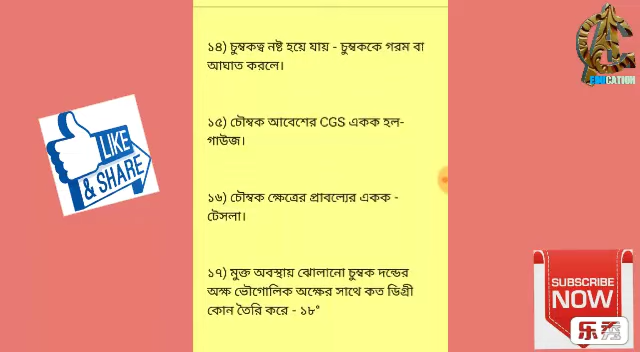 ১৪) চুম্বকত্ব নষ্ট হয়ে যায় - চুম্বককে গরম বা
আঘাত করলে।
১৫) চৌম্বক আবেশের CGS একক হল-
গাউজ।
১৬) চৌম্বক ক্ষেত্রের প্রাবল্যের একক -
টেসলা।
১৭) মুক্ত অবস্থায় ঝোলানো চুম্বক দন্ডের
অক্ষ ভৌগোলিক অক্ষের সাথে কত ডিগ্রী
কোন তৈরি করে - ১৮°
LIKE
& SHARE
EDUCATION
SUBSCRIBE
NOW
乐秀